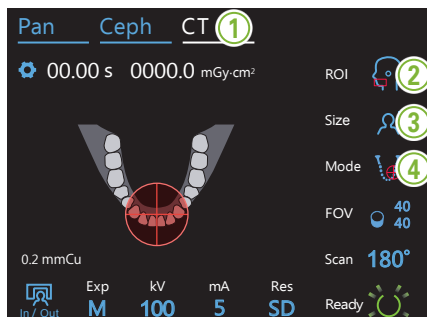 Pan Ceph CT 1
00.00 s 0000.0 mGy·cm²
ROI 2
Size 3
Mode 4
FOV 40 40
0.2 mmCu
Scan 180°
Exp kV mA Res
In / Out M 100 5 SD
Ready